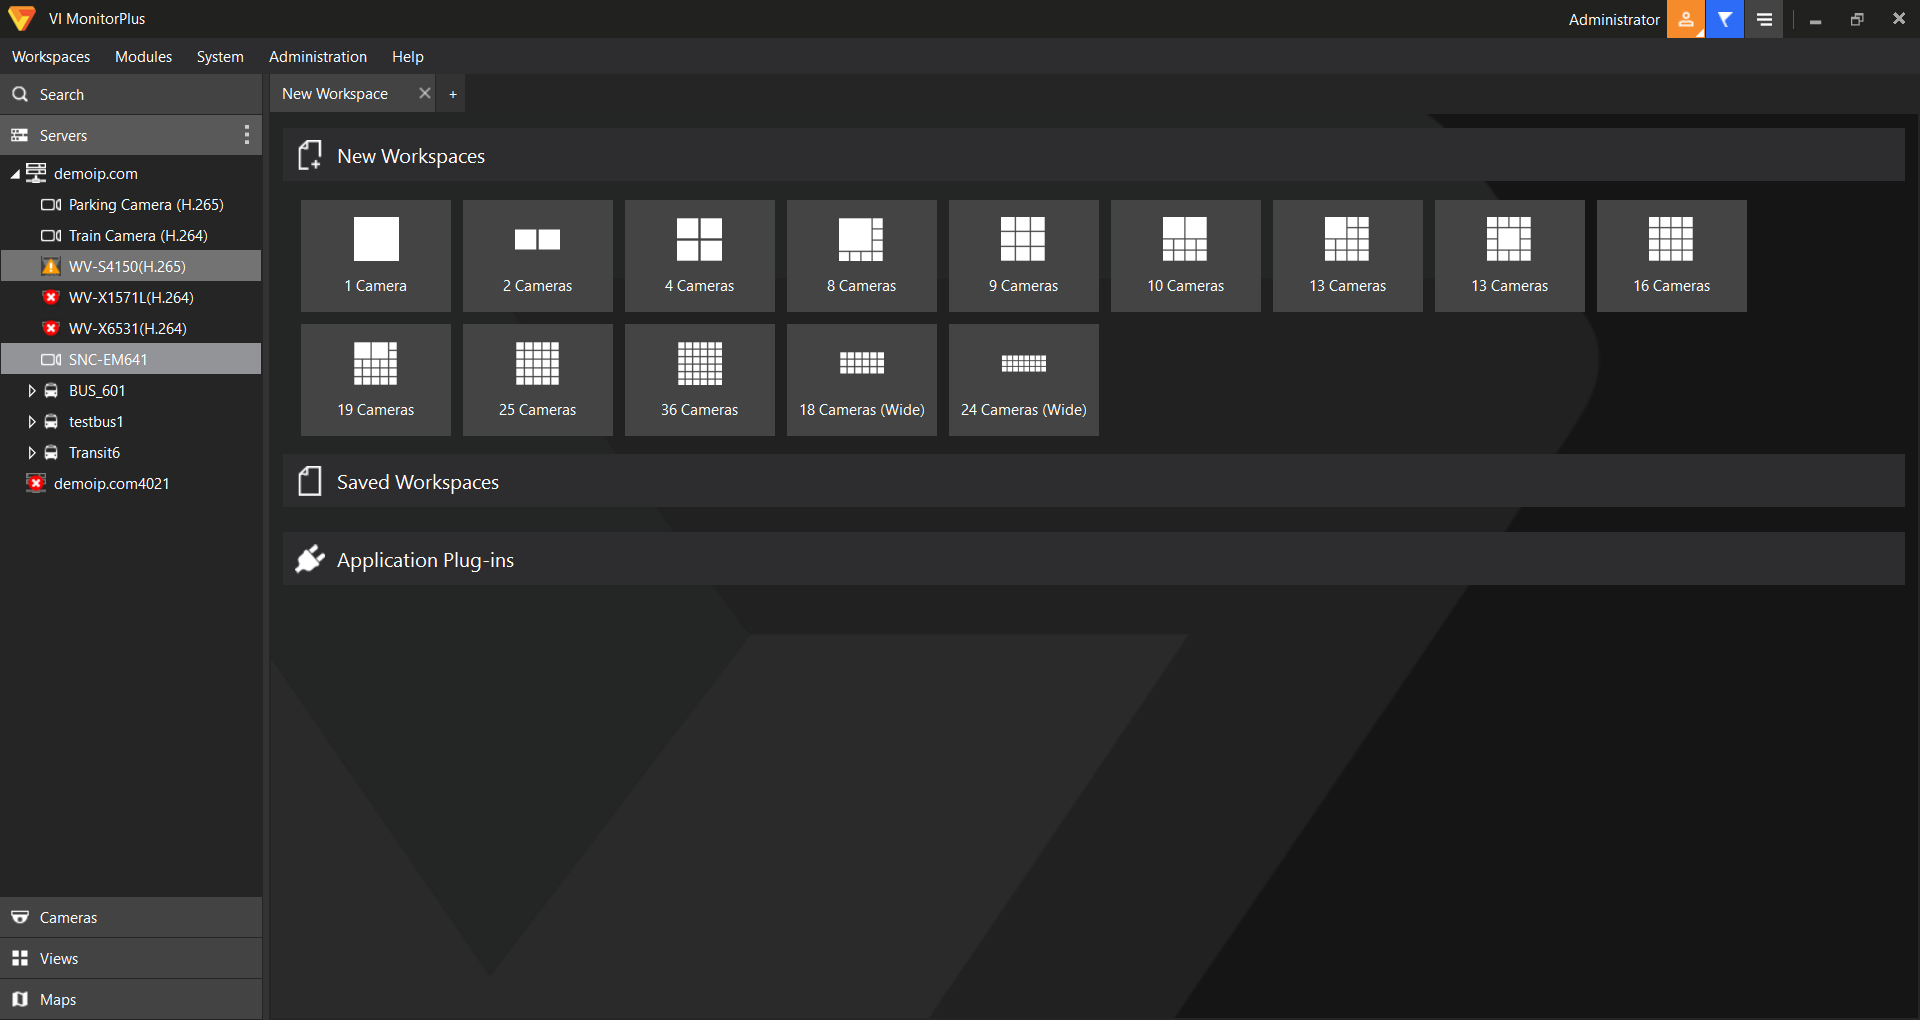 VI MonitorPlus
Administrator
Workspaces Modules System Administration Help
Search
New Workspace
Servers
demoip.com
Parking Camera (H.265)
Train Camera (H.264)
WV-S4150(H.265)
WV-X1571L(H.264)
WV-X6531(H.264)
SNC-EM641
BUS_601
testbus1
Transit6
demoip.com4021
Cameras
Views
Maps
New Workspaces
1 Camera 2 Cameras 4 Cameras 8 Cameras 9 Cameras 10 Cameras 13 Cameras 13 Cameras 16 Cameras
19 Cameras 25 Cameras 36 Cameras 18 Cameras (Wide) 24 Cameras (Wide)
Saved Workspaces
Application Plug-ins